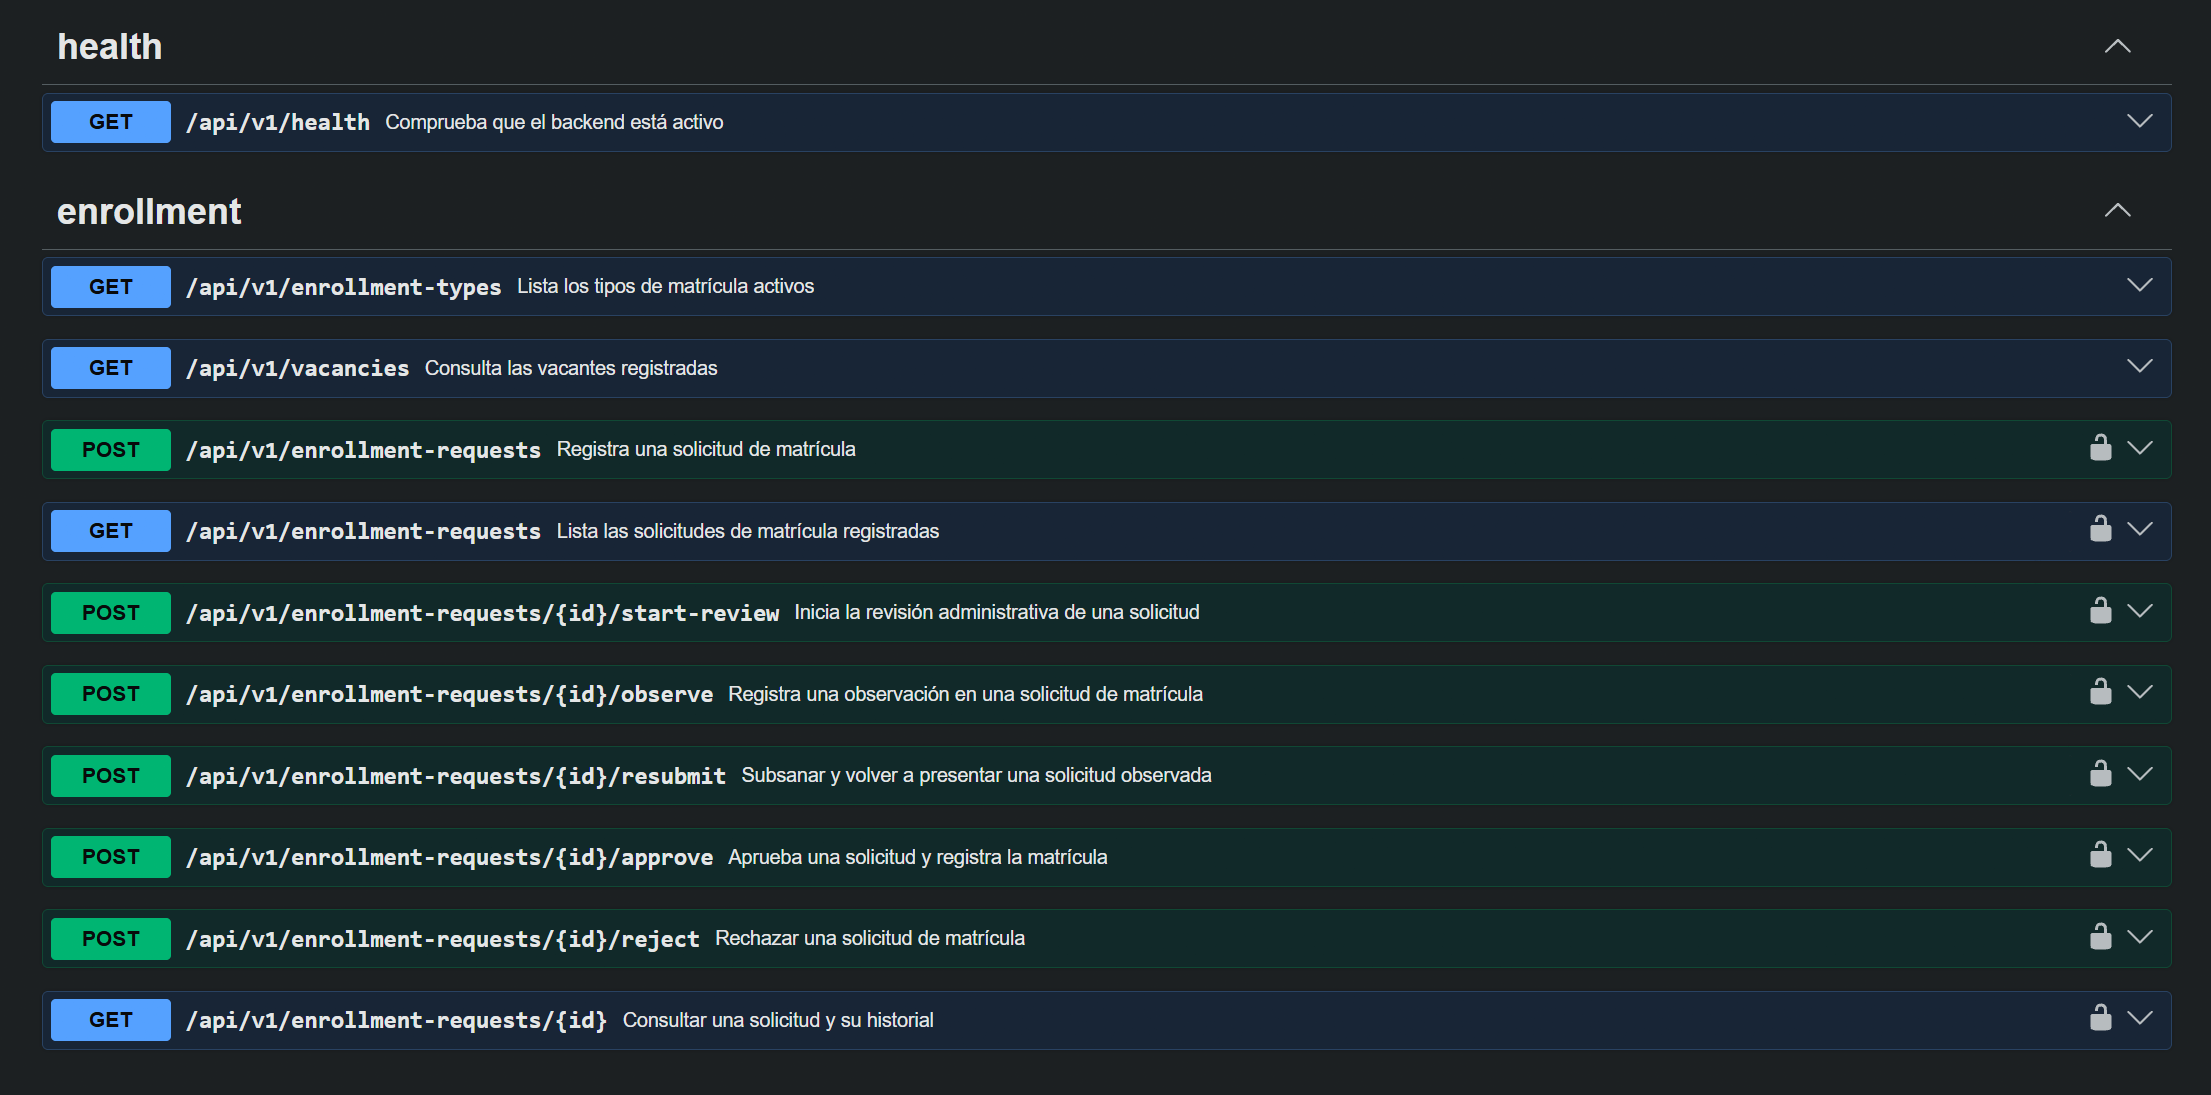 health
GET /api/v1/health Comprueba que el backend está activo
enrollment
GET /api/v1/enrollment-types Lista los tipos de matrícula activos
GET /api/v1/vacancies Consulta las vacantes registradas
POST /api/v1/enrollment-requests Registra una solicitud de matrícula
GET /api/v1/enrollment-requests Lista las solicitudes de matrícula registradas
POST /api/v1/enrollment-requests/{id}/start-review Inicia la revisión administrativa de una solicitud
POST /api/v1/enrollment-requests/{id}/observe Registra una observación en una solicitud de matrícula
POST /api/v1/enrollment-requests/{id}/resubmit Subsanar y volver a presentar una solicitud observada
POST /api/v1/enrollment-requests/{id}/approve Aprueba una solicitud y registra la matrícula
POST /api/v1/enrollment-requests/{id}/reject Rechazar una solicitud de matrícula
GET /api/v1/enrollment-requests/{id} Consultar una solicitud y su historial